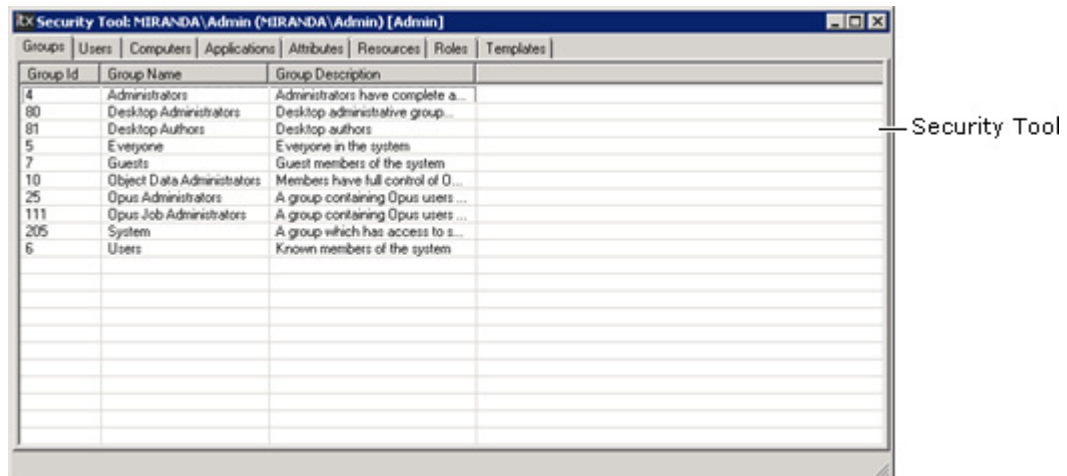 itx Security Tool: MIRANDA\Admin (MIRANDA\Admin) [Admin]
Groups Users Computers Applications Attributes Resources Roles Templates
Group Id Group Name Group Description
4 Administrators Administrators have complete a...
80 Desktop Administrators Desktop administrative group...
81 Desktop Authors Desktop authors
5 Everyone Everyone in the system
7 Guests Guest members of the system
10 Object Data Administrators Members have full control of O...
25 Opus Administrators A group containing Opus users ...
111 Opus Job Administrators A group containing Opus users ...
205 System A group which has access to s...
6 Users Known members of the system
Security Tool